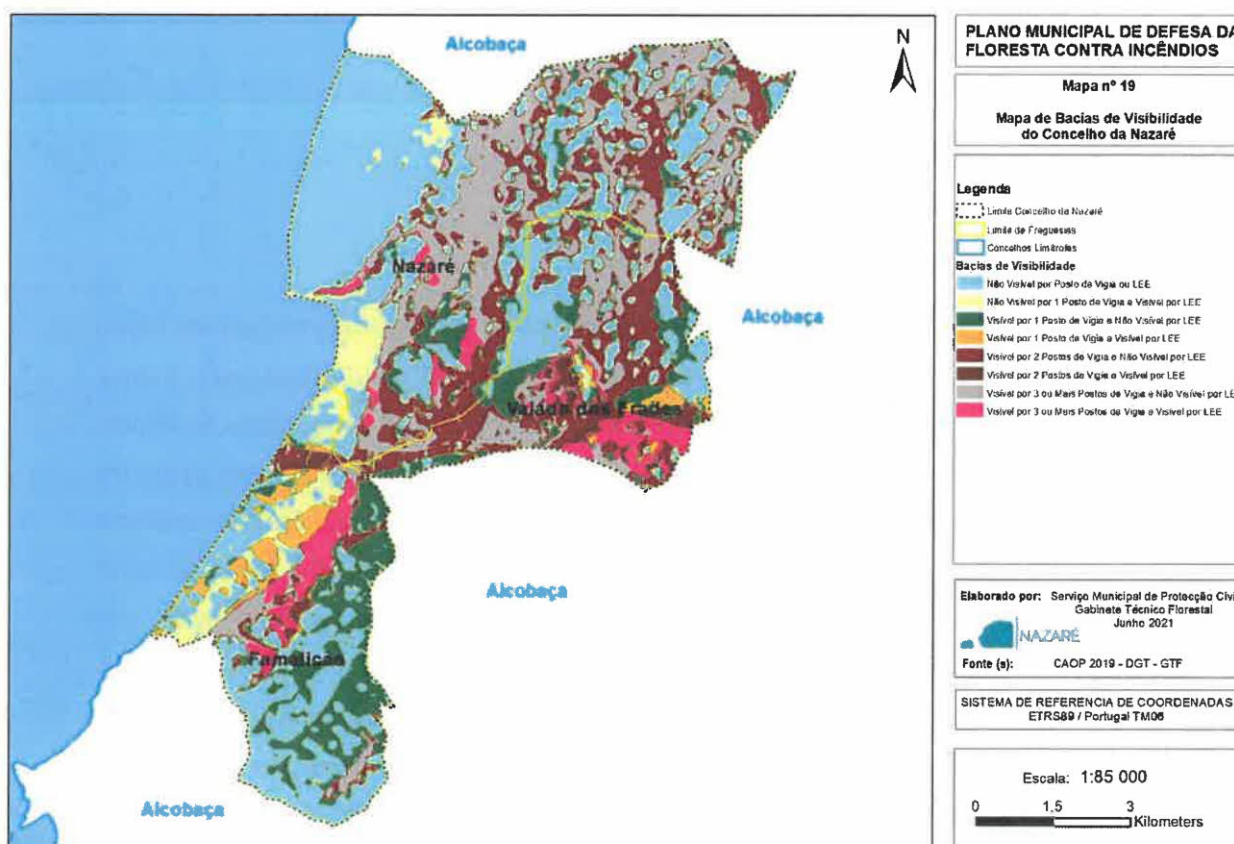 Alcobaça
N
Nazaré
Alcobaça
Valado dos Frades
Alcobaça
Famalicão
Alcobaça
PLANO MUNICIPAL DE DEFESA DA
FLORESTA CONTRA INCÊNDIOS
Mapa nº 19
Mapa de Bacias de Visibilidade
do Concelho da Nazaré
Legenda
Limite Concelho da Nazaré
Limite de Freguesias
Concelhos Limítrofes
Bacias de Visibilidade
Não Visível por Posto de Vigia ou LEE
Não Visível por 1 Posto de Vigia e Visível por LEE
Visível por 1 Posto de Vigia e Não Visível por LEE
Visível por 1 Posto de Vigia e Visível por LEE
Visível por 2 Postos de Vigia e Não Visível por LEE
Visível por 2 Postos de Vigia e Visível por LEE
Visível por 3 ou Mais Postos de Vigia e Não Visível por LE
Visível por 3 ou Mais Postos de Vigia e Visível por LEE
Elaborado por: Serviço Municipal de Protecção Civi
Gabinete Técnico Florestal
Junho 2021
NAZARÉ
Fonte (s): CAOP 2019 - DGT - GTF
SISTEMA DE REFERENCIA DE COORDENADAS
ETRS89 / Portugal TM06
Escala: 1:85 000
0 1,5 3
Kilometers